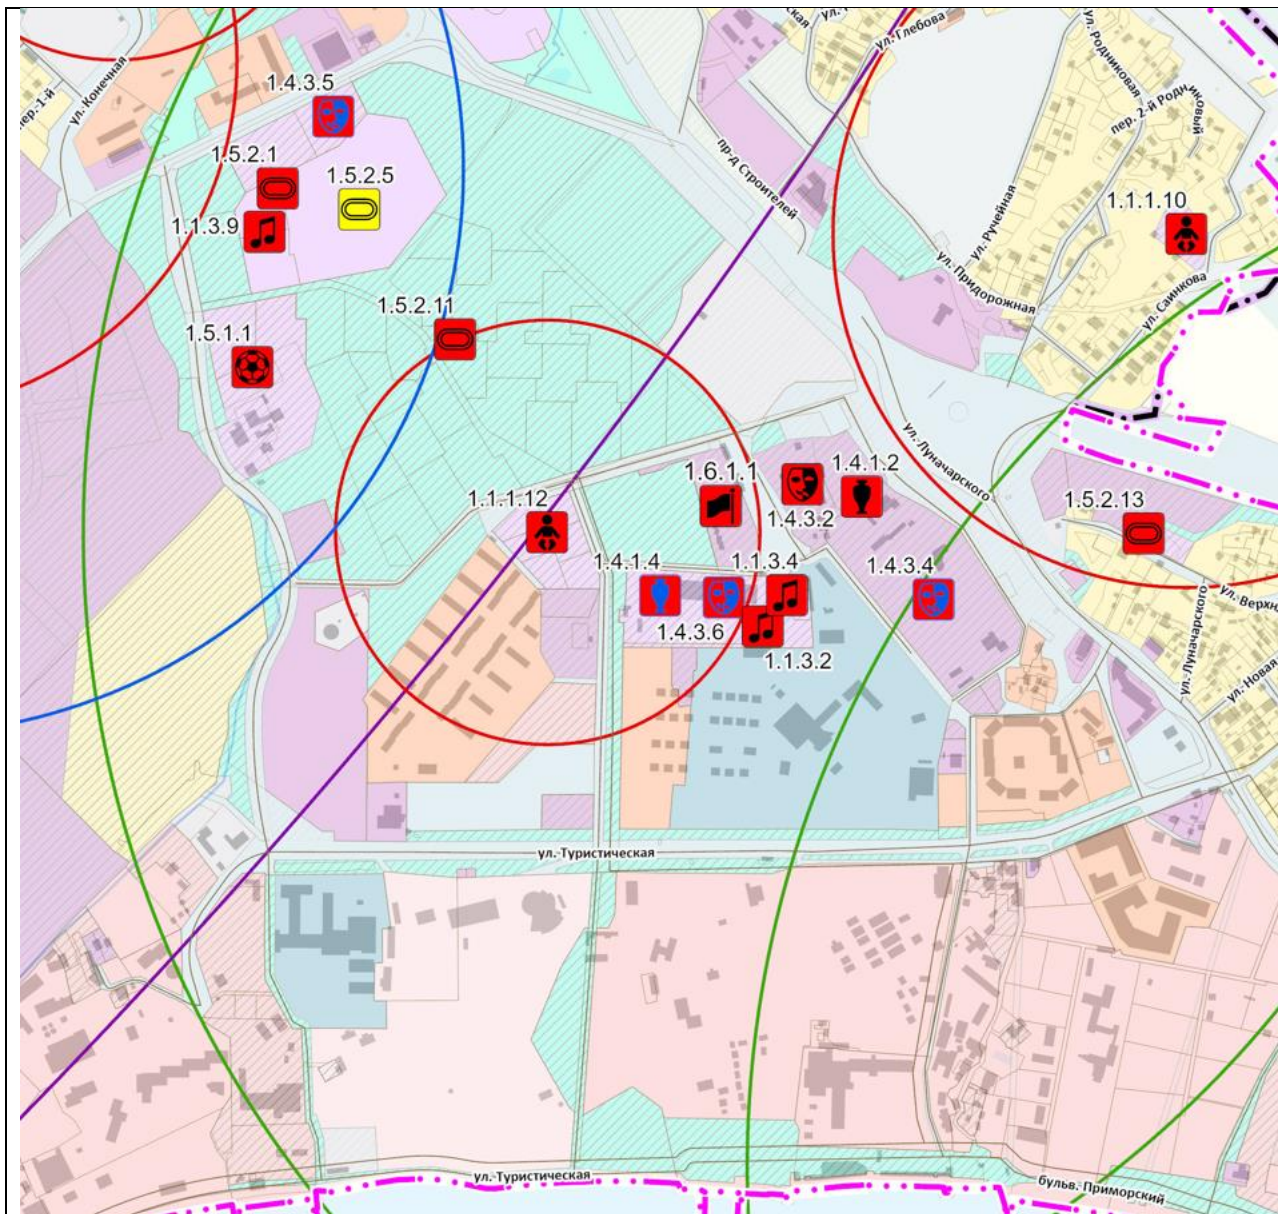 ул. Глебова
ул. Конечная
пер. 1-й
1.4.3.5
ул. Родниковая
пер. 2-й Родниковый
пр-д Строителей
1.5.2.1
1.5.2.5
1.1.3.9
1.1.1.10
ул. Ручейная
ул. Придорожная
ул. Саинкова
1.5.2.11
1.5.1.1
ул. Луначарского
1.6.1.1
1.4.1.2
1.4.3.2
1.1.1.12
1.5.2.13
1.4.1.4
1.1.3.4
1.4.3.4
1.4.3.6
1.1.3.2
ул. Верхн
ул. Луначарского
ул. Новая
ул. Туристическая
ул. Туристическая
бульв. Приморский